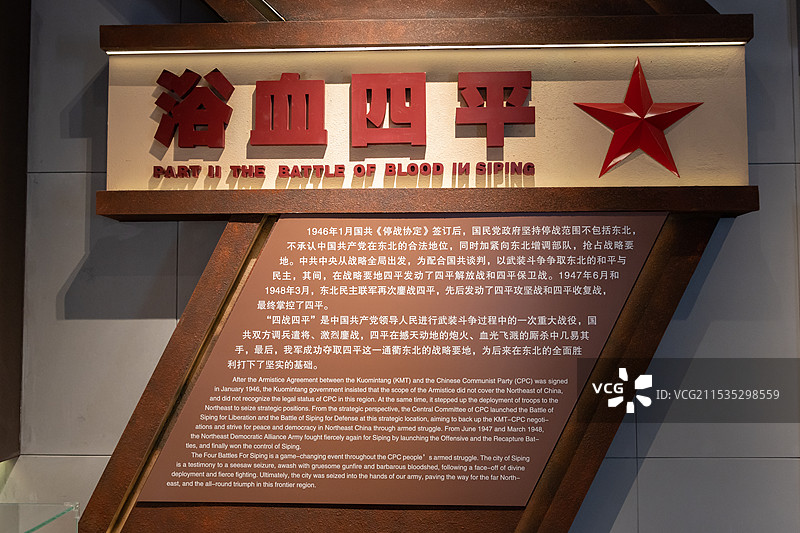 浴血四平
PART II THE BATTLE OF BLOOD IN SIPING
1946年1月国共《停战协定》签订后，国民党政府坚持停战范围不包括东北，
不承认中国共产党在东北的合法地位，同时加紧向东北增调部队，抢占战略要
地。中共中央从战略全局出发，为配合国共谈判，以武装斗争争取东北的和平与
民主，其间，在战略要地四平发动了四平解放战和四平保卫战。1947年6月和
1948年3月，东北民主联军再次鏖战四平，先后发动了四平攻坚战和四平收复战，
最终掌控了四平。
“四战四平”是中国共产党领导人民进行武装斗争过程中的一次重大战役，国
共双方调兵遣将、激烈鏖战，四平在撼天动地的炮火、血光飞溅的厮杀中几易其
手，最后，我军成功夺取四平这一通衢东北的战略要地，为后来在东北的全面胜
利打下了坚实的基础。
After the Armistice Agreement between the Kuomintang (KMT) and the Chinese Communist Party (CPC) was signed
in January 1946, the Kuomintang government insisted that the scope of the Armistice did not cover the Northeast of China,
and did not recognize the legal status of CPC in this region. At the same time, it stepped up the deployment of troops to the
Northeast to seize strategic positions. From the strategic perspective, the Central Committee of CPC launched the Battle of
Siping for Liberation and the Battle of Siping for Defense at this strategic location, aiming to back up the KMT-CPC negoti-
ations and strive for peace and democracy in Northeast China through armed struggle. From June 1947 and March 1948,
the Northeast Democratic Alliance Army fought fiercely again for Siping by launching the Offensive and the Recapture Bat-
tles, and finally won the control of Siping.
The Four Battles For Siping is a game-changing event throughout the CPC people's armed struggle. The city of Siping
is a testimony to a seesaw seizure, awash with gruesome gunfire and barbarous bloodshed, following a face-off of divine
deployment and fierce fighting. Ultimately, the city was seized into the hands of our army, paving the way for the far North-
east, and the all-round triumph in this frontier region.
VCG
VCG211535298559